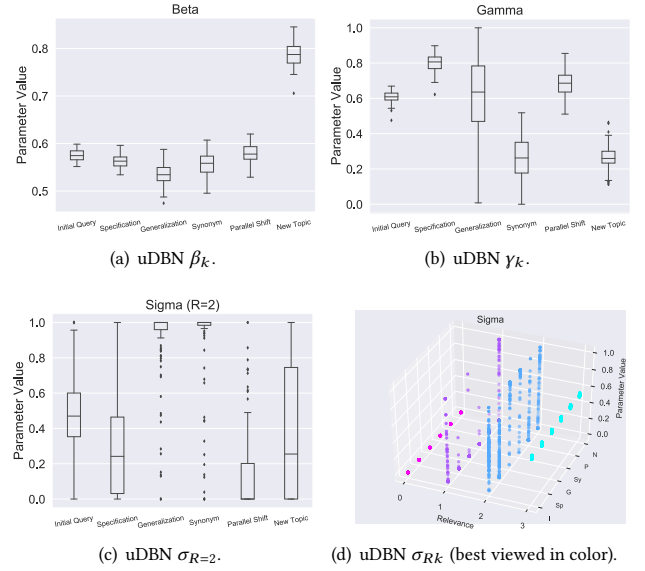 Beta
Parameter Value
0.8
0.7
0.6
0.5
Initial Query Specification Generalization Synonym Parallel Shift New Topic
(a) uDBN βk.
Gamma
Parameter Value
1.0
0.8
0.6
0.4
0.2
0.0
Initial Query Specification Generalization Synonym Parallel Shift New Topic
(b) uDBN γk.
Sigma (R=2)
Parameter Value
1.0
0.8
0.6
0.4
0.2
0.0
Initial Query Specification Generalization Synonym Parallel Shift New Topic
(c) uDBN σR=2.
Sigma
Parameter Value
1.0
0.8
0.6
0.4
0.2
0.0
N
P
Sy
G
Sp
I
0 1 2 3
Relevance
(d) uDBN σRk (best viewed in color).